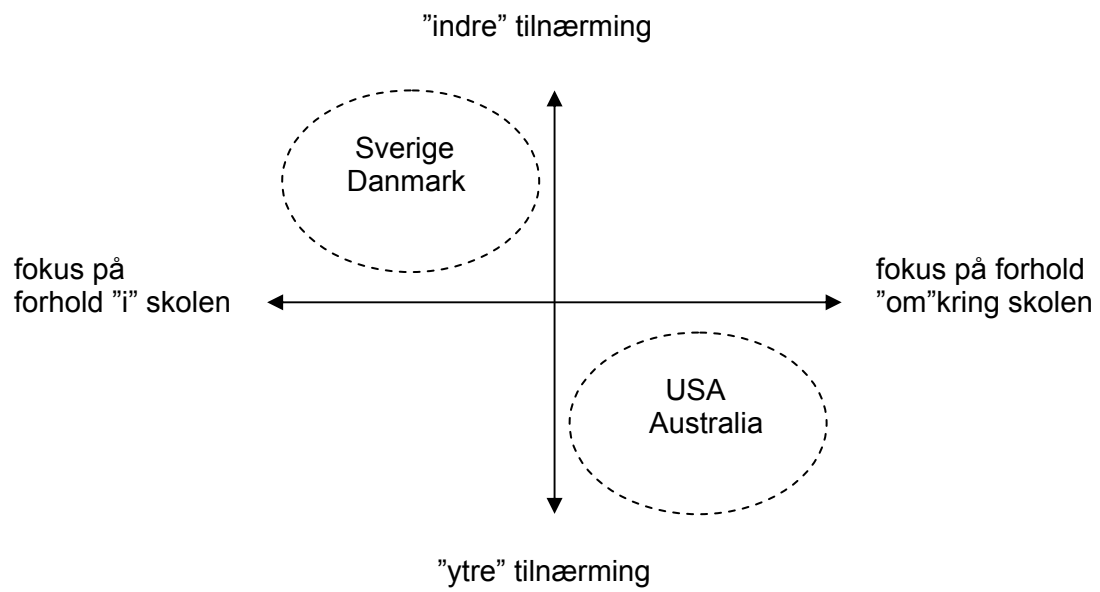 ”indre” tilnærming
Sverige
Danmark
fokus på
forhold ”i” skolen
fokus på forhold
”om”kring skolen
USA
Australia
”ytre” tilnærming